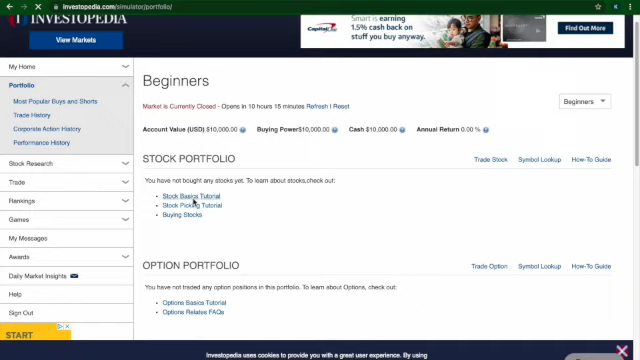 investopedia.com/simulator/portfolio/
INVESTOPEDIA
View Markets
Capital One
Smart is earning
1.5% cash back on
stuff you buy anyway.
Find Out More
My Home
Portfolio
Most Popular Buys and Shorts
Trade History
Corporate Action History
Performance History
Stock Research
Trade
Rankings
Games
My Messages
Awards
Daily Market Insights
Help
Sign Out
START
Beginners
Market is Currently Closed - Opens in 10 hours 15 minutes Refresh | Reset
Beginners
Account Value (USD) $10,000.00 Buying Power$10,000.00 Cash $10,000.00 Annual Return 0.00 %
STOCK PORTFOLIO
Trade Stock Symbol Lookup How-To Guide
You have not bought any stocks yet. To learn about stocks,check out:
Stock Basics Tutorial
Stock Picking Tutorial
Buying Stocks
OPTION PORTFOLIO
Trade Option Symbol Lookup How-To Guide
You have not traded any option positions in this portfolio. To learn about Options, check out:
Options Basics Tutorial
Options Relates FAQs
Investopedia uses cookies to provide you with a great user experience. By using